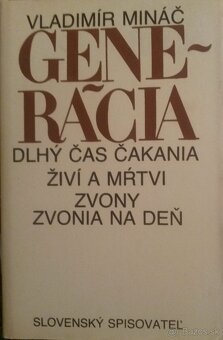 VLADIMÍR MINÁČ
GENE-
RÁCIA
DLHÝ ČAS ČAKANIA
ŽIVÍ A MŔTVI
ZVONY
ZVONIA NA DEŇ
SLOVENSKÝ SPISOVATEĽ